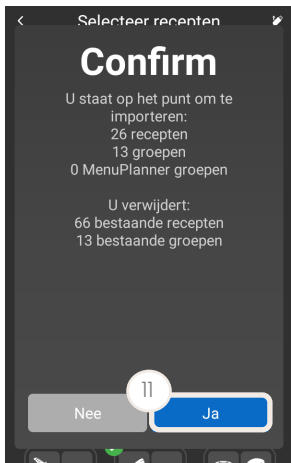 Selecteer recepten
Confirm
U staat op het punt om te
importeren:
26 recepten
13 groepen
0 MenuPlanner groepen
U verwijdert:
66 bestaande recepten
13 bestaande groepen
11
Nee
Ja